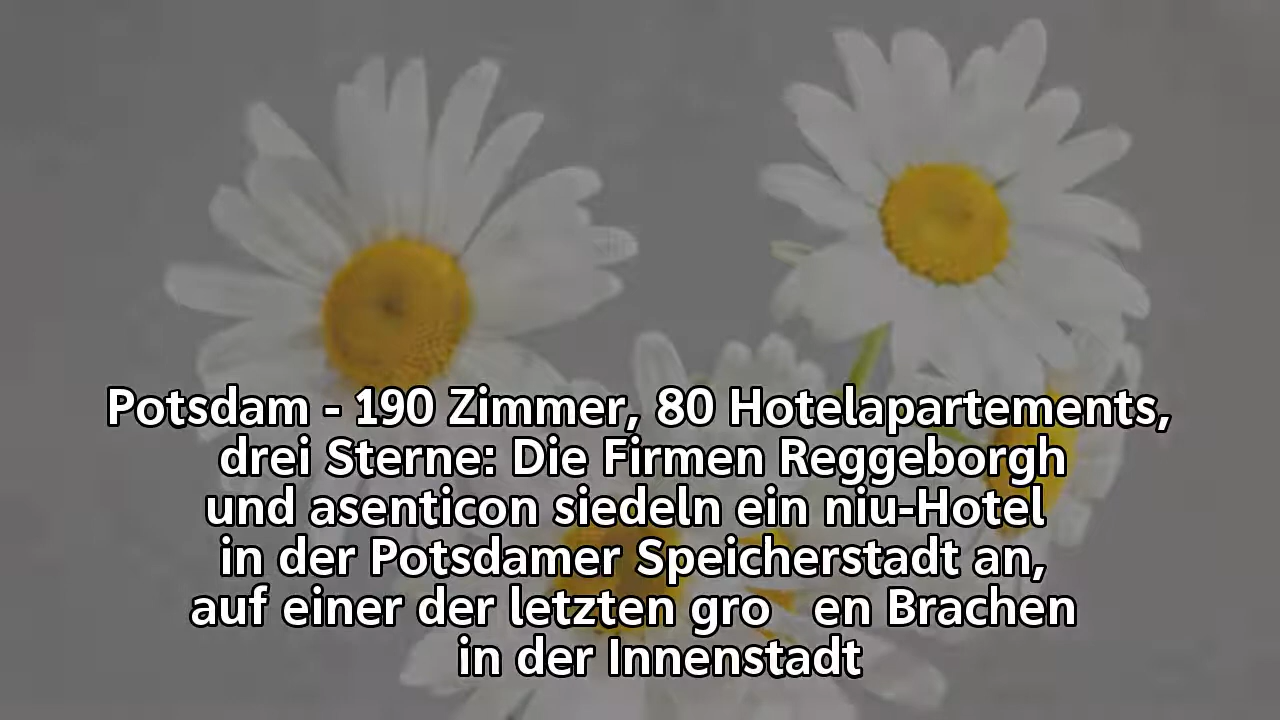 Potsdam - 190 Zimmer, 80 Hotelapartements,
drei Sterne: Die Firmen Reggeborgh
und asenticon siedeln ein niu-Hotel
in der Potsdamer Speicherstadt an,
auf einer der letzten gro en Brachen
in der Innenstadt